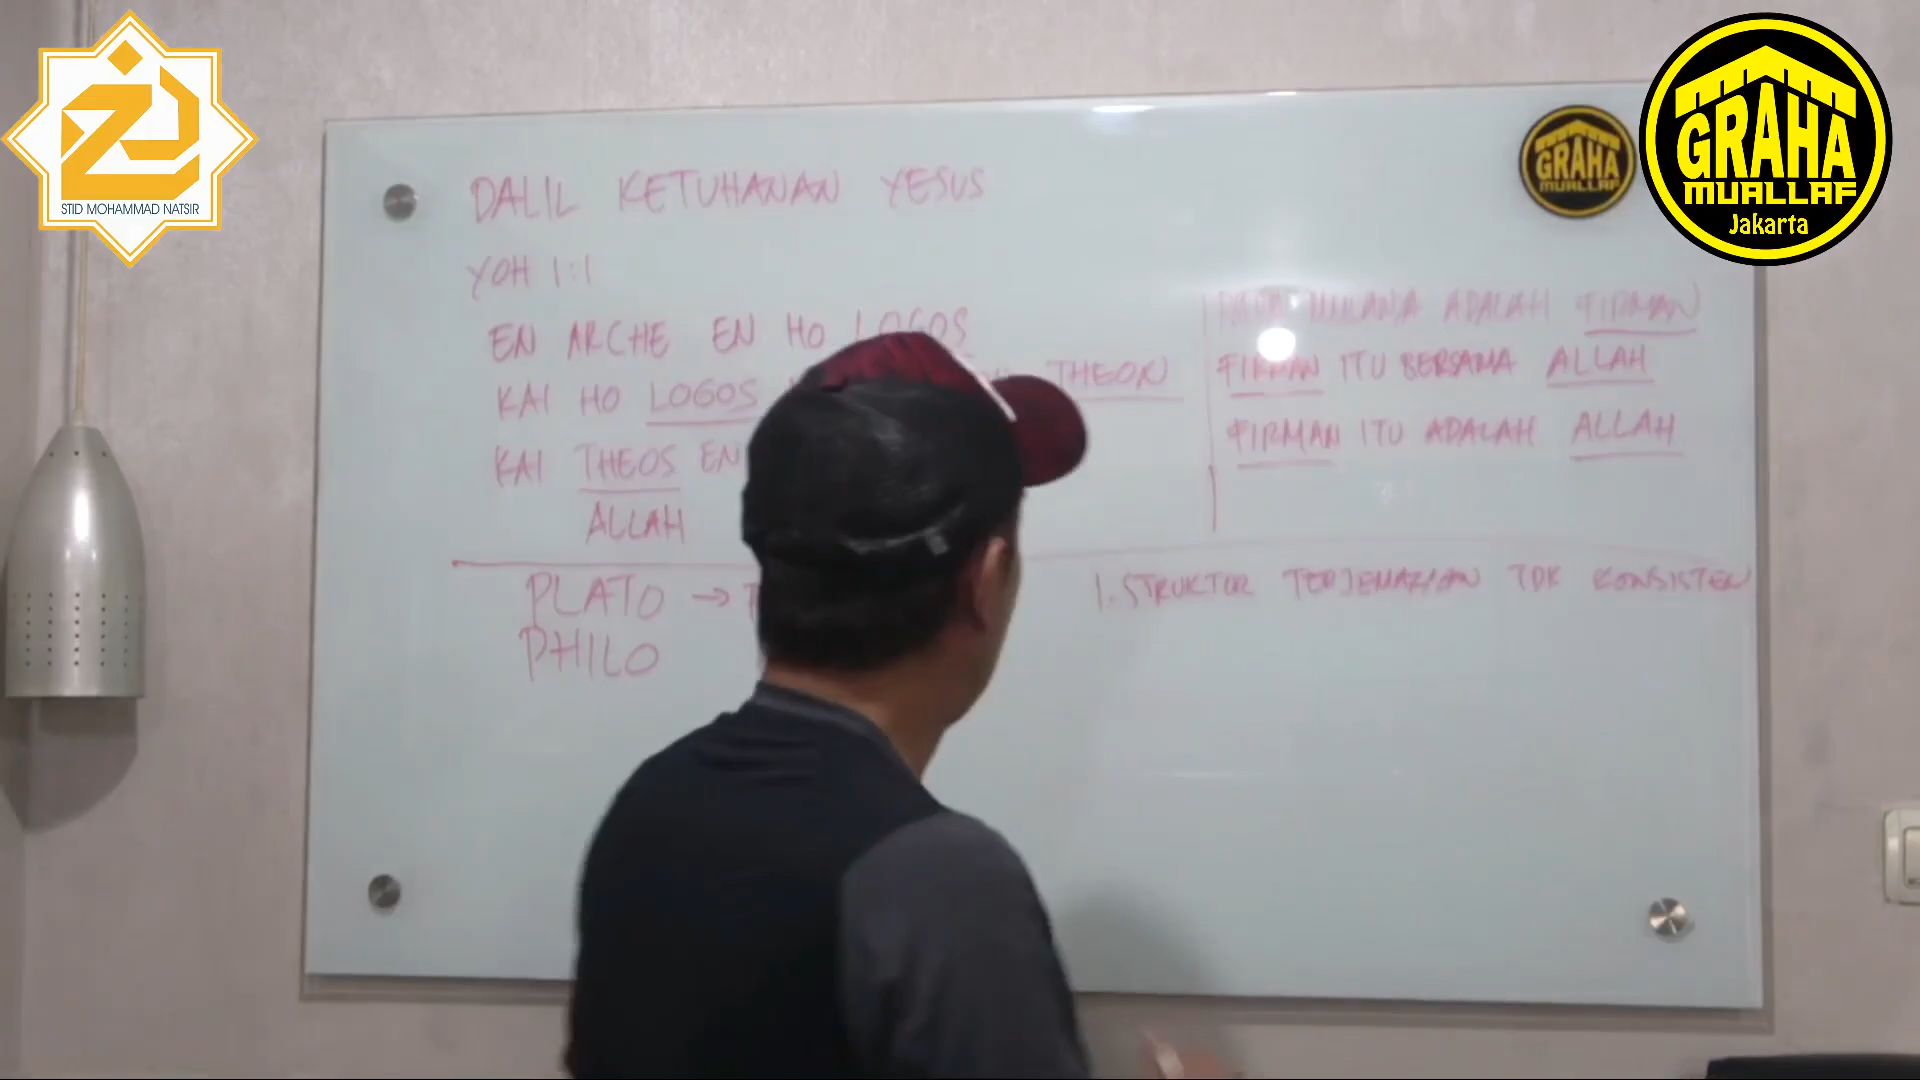 STID MOHAMMAD NATSIR
GRAHA
MUALLAF
Jakarta
GRAHA
MUALLAF
DALIL KETUHANAN YESUS
YOH 1:1
EN ARCHE EN HO LOGOS
KAI HO LOGOS THEON
KAI THEOS EN
ALLAH
PADA MULANA ADALAH FIRMAN
FIRMAN ITU BERSAMA ALLAH
FIRMAN ITU ADALAH ALLAH
PLATO →
PHILO
1. STRUKTUR TERJEMAHAN TDK KONSISTEN